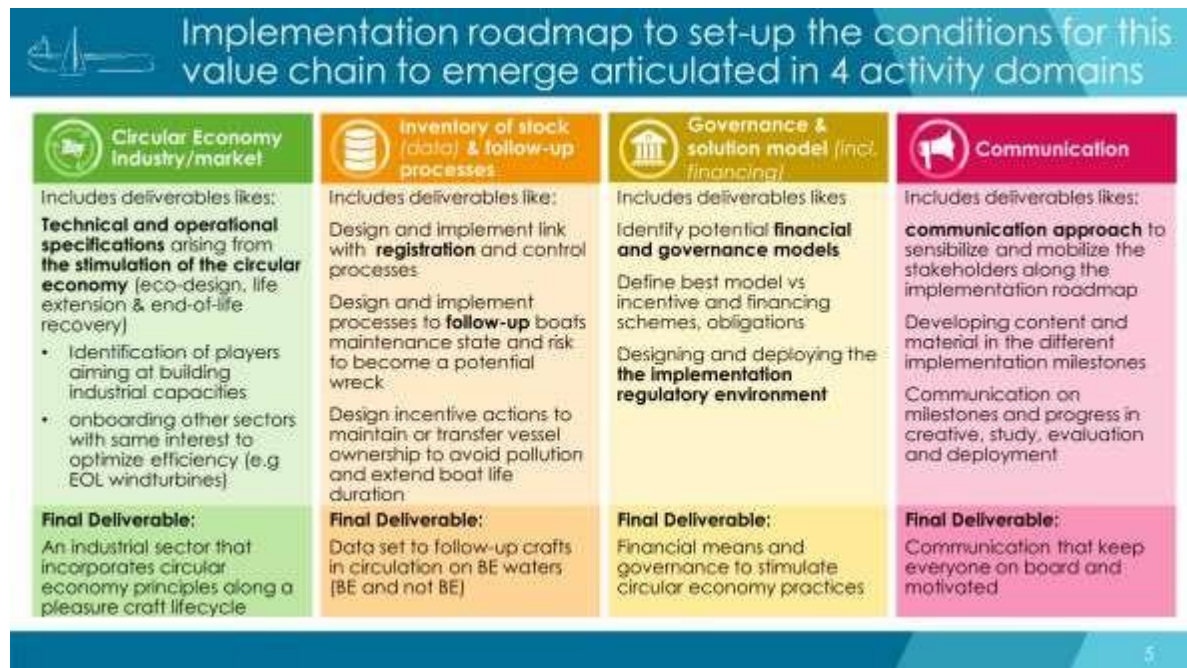 Implementation roadmap to set-up the conditions for this
value chain to emerge articulated in 4 activity domains
Circular Economy
Industry/market
Includes deliverables likes:
Technical and operational
specifications arising from
the stimulation of the circular
economy (eco-design, life
extension & end-of-life
recovery)
• Identification of players
aiming at building
industrial capacities
• onboarding other sectors
with same interest to
optimize efficiency (e.g
EOL windturbines)
Final Deliverable:
An industrial sector that
incorporates circular
economy principles along a
pleasure craft lifecycle
Inventory of stock
(data) & follow-up
processes
Includes deliverables like:
Design and implement link
with registration and control
processes
Design and implement
processes to follow-up boats
maintenance state and risk
to become a potential
wreck
Design incentive actions to
maintain or transfer vessel
ownership to avoid pollution
and extend boat life
duration
Final Deliverable:
Data set to follow-up crafts
in circulation on BE waters
(BE and not BE)
Governance &
solution model (incl.
financing)
Includes deliverables likes
Identify potential financial
and governance models
Define best model vs
incentive and financing
schemes, obligations
Designing and deploying the
the implementation
regulatory environment
Final Deliverable:
Financial means and
governance to stimulate
circular economy practices
Communication
Includes deliverables likes:
communication approach to
sensibilize and mobilize the
stakeholders along the
implementation roadmap
Developing content and
material in the different
implementation milestones
Communication on
milestones and progress in
creative, study, evaluation
and deployment
Final Deliverable:
Communication that keep
everyone on board and
motivated
5